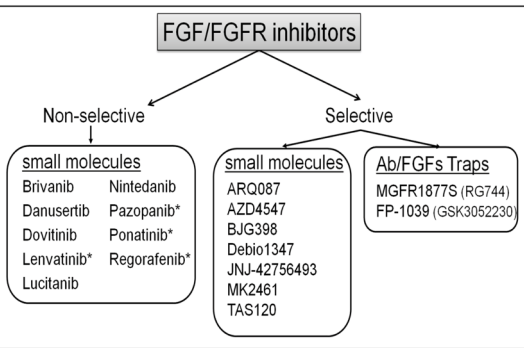 FGF/FGFR inhibitors
Non-selective
Selective
small molecules
Brivanib Nintedanib
Danusertib Pazopanib*
Dovitinib Ponatinib*
Lenvatinib* Regorafenib*
Lucitanib
small molecules
ARQ087
AZD4547
BJG398
Debio1347
JNJ-42756493
MK2461
TAS120
Ab/FGFs Traps
MGFR1877S (RG744)
FP-1039 (GSK3052230)